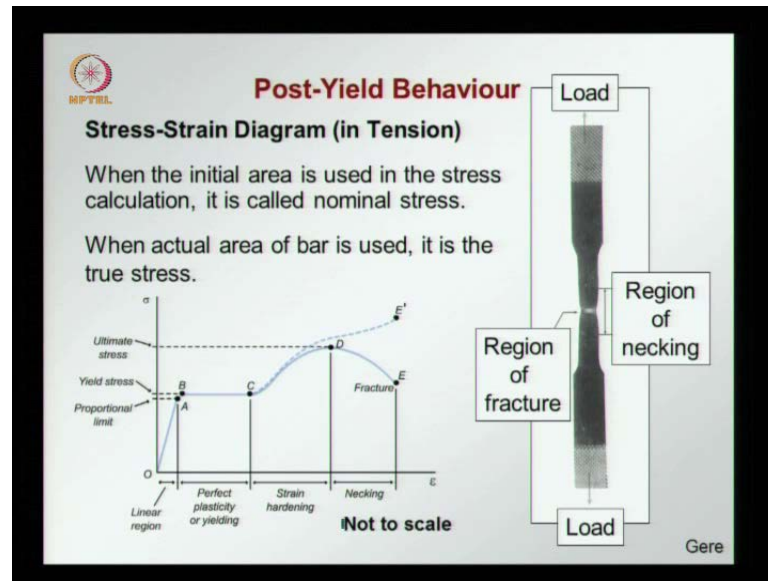 NPTEL
Post-Yield Behaviour
Stress-Strain Diagram (in Tension)
When the initial area is used in the stress
calculation, it is called nominal stress.
When actual area of bar is used, it is the
true stress.
σ
E'
Ultimate
stress
D
Yield stress
B
C
E
Fracture
Proportional
limit
A
O
ε
Linear
region
Perfect
plasticity
or yielding
Strain
hardening
Necking
Not to scale
Load
Region
of
necking
Region
of
fracture
Load
Gere